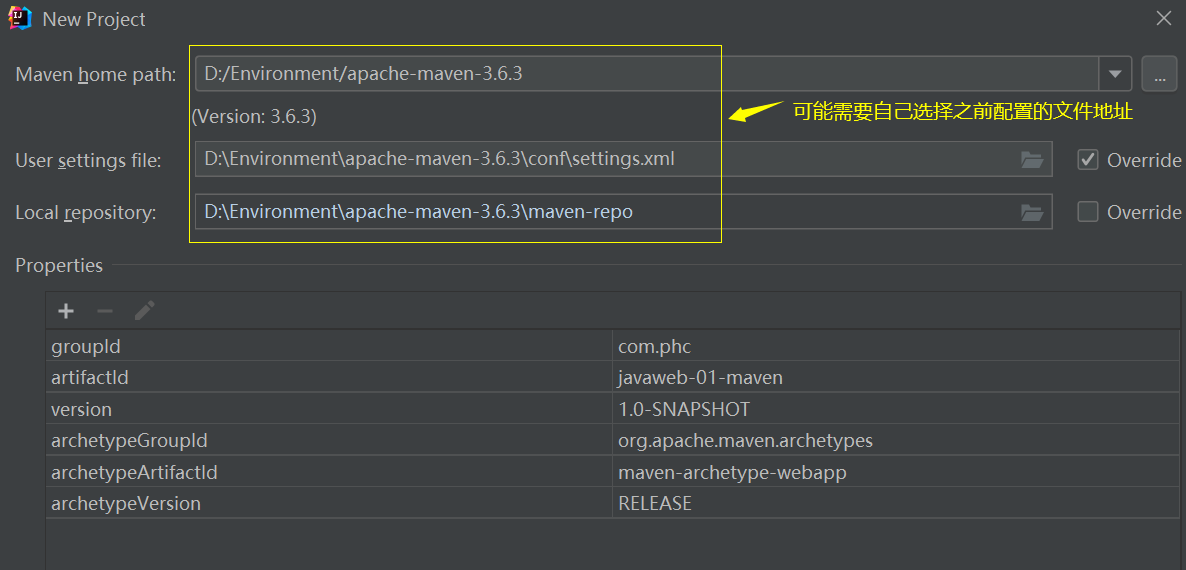 New Project
Maven home path: D:/Environment/apache-maven-3.6.3 ...
(Version: 3.6.3)
可能需要自己选择之前配置的文件地址
User settings file: D:\Environment\apache-maven-3.6.3\conf\settings.xml Override
Local repository: D:\Environment\apache-maven-3.6.3\maven-repo Override
Properties
groupId com.phc
artifactId javaweb-01-maven
version 1.0-SNAPSHOT
archetypeGroupId org.apache.maven.archetypes
archetypeArtifactId maven-archetype-webapp
archetypeVersion RELEASE